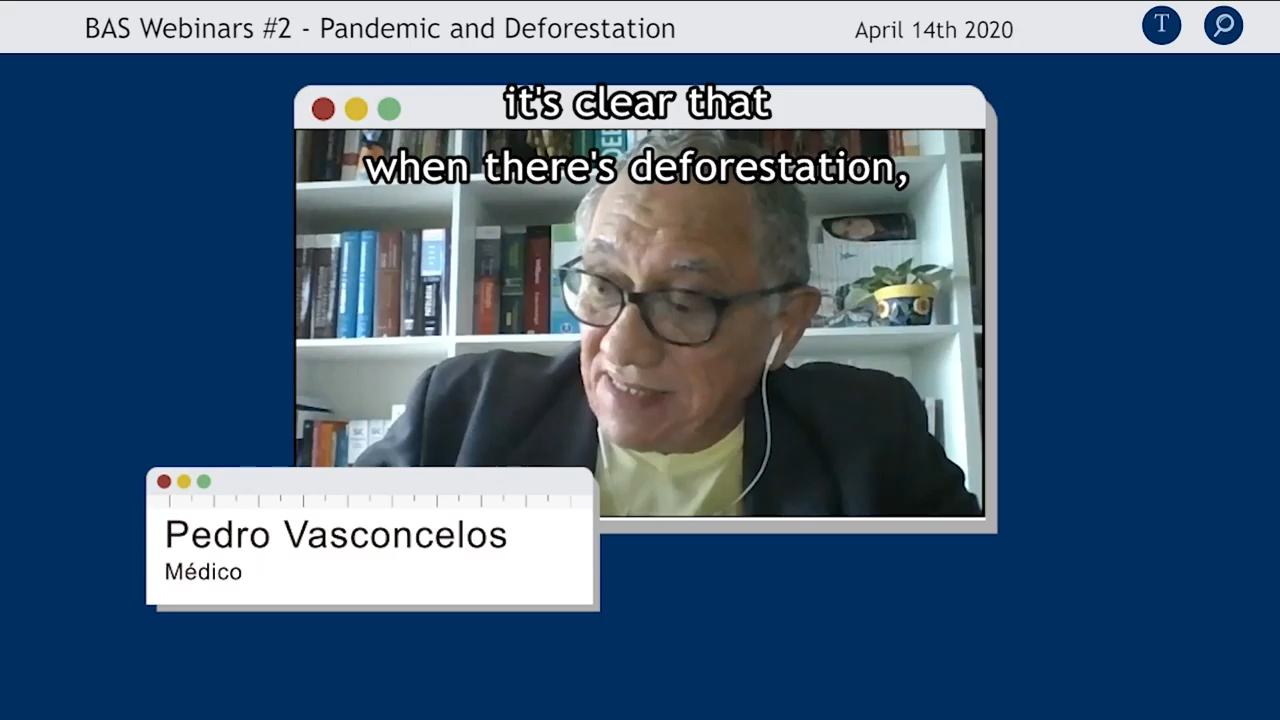 BAS Webinars #2 - Pandemic and Deforestation
April 14th 2020
T
it's clear that
when there's deforestation,
Pedro Vasconcelos
Médico